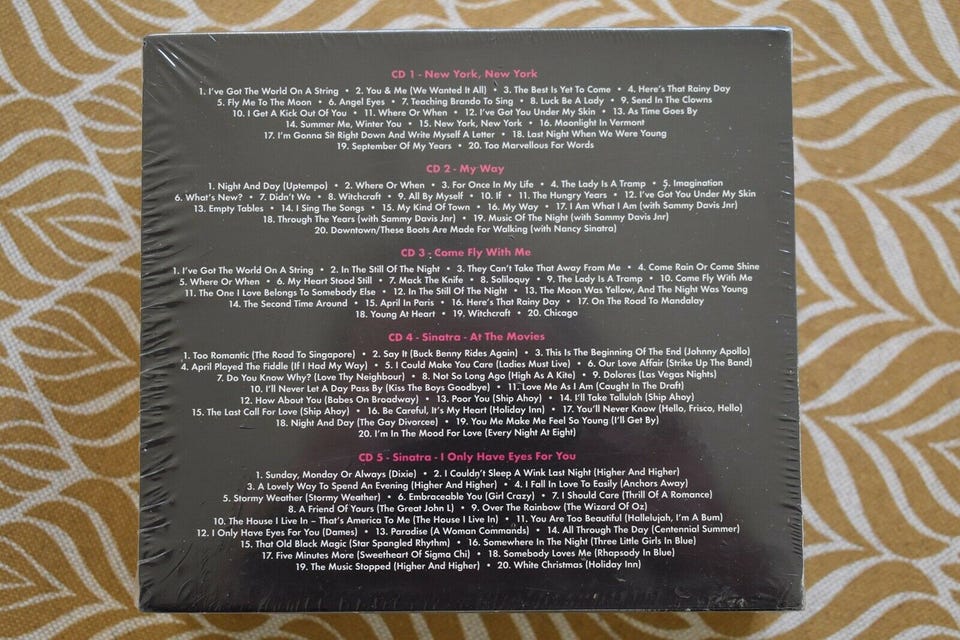 CD 1 - New York, New York
1. I've Got The World On A String • 2. You & Me (We Wanted It All) • 3. The Best Is Yet To Come • 4. Here's That Rainy Day
5. Fly Me To The Moon • 6. Angel Eyes • 7. Teaching Brando To Sing • 8. Luck Be A Lady • 9. Send In The Clowns
10. I Get A Kick Out Of You • 11. Where Or When • 12. I've Got You Under My Skin • 13. As Time Goes By
14. Summer Me, Winter You • 15. New York, New York • 16. Moonlight In Vermont
17. I'm Gonna Sit Right Down And Write Myself A Letter • 18. Last Night When We Were Young
19. September Of My Years • 20. Too Marvellous For Words
CD 2 - My Way
1. Night And Day (Uptempo) • 2. Where Or When • 3. For Once In My Life • 4. The Lady Is A Tramp • 5. Imagination
6. What's New? • 7. Didn't We • 8. Witchcraft • 9. All By Myself • 10. If • 11. The Hungry Years • 12. I've Got You Under My Skin
13. Empty Tables • 14. I Sing The Songs • 15. My Kind Of Town • 16. My Way • 17. I Am What I Am (with Sammy Davis Jnr)
18. Through The Years (with Sammy Davis Jnr) • 19. Music Of The Night (with Sammy Davis Jnr)
20. Downtown/These Boots Are Made For Walking (with Nancy Sinatra)
CD 3 - Come Fly With Me
1. I've Got The World On A String • 2. In The Still Of The Night • 3. They Can't Take That Away From Me • 4. Come Rain Or Come Shine
5. Where Or When • 6. My Heart Stood Still • 7. Mack The Knife • 8. Soliloquy • 9. The Lady Is A Tramp • 10. Come Fly With Me
11. The One I Love Belongs To Somebody Else • 12. In The Still Of The Night • 13. The Moon Was Yellow, And The Night Was Young
14. The Second Time Around • 15. April In Paris • 16. Here's That Rainy Day • 17. On The Road To Mandalay
18. Young At Heart • 19. Witchcraft • 20. Chicago
CD 4 - Sinatra - At The Movies
1. Too Romantic (The Road To Singapore) • 2. Say It (Buck Benny Rides Again) • 3. This Is The Beginning Of The End (Johnny Apollo)
4. April Played The Fiddle (If I Had My Way) • 5. I Could Make You Care (Ladies Must Live) • 6. Our Love Affair (Strike Up The Band)
7. Do You Know Why? (Love Thy Neighbour) • 8. Not So Long Ago (High As A Kite) • 9. Dolores (Las Vegas Nights)
10. I'll Never Let A Day Pass By (Kiss The Boys Goodbye) • 11. Love Me As I Am (Caught In The Draft)
12. How About You (Babes On Broadway) • 13. Poor You (Ship Ahoy) • 14. I'll Take Tallulah (Ship Ahoy)
15. The Last Call For Love (Ship Ahoy) • 16. Be Careful, It's My Heart (Holiday Inn) • 17. You'll Never Know (Hello, Frisco, Hello)
18. Night And Day (The Gay Divorcee) • 19. You Me Make Me Feel So Young (I'll Get By)
20. I'm In The Mood For Love (Every Night At Eight)
CD 5 - Sinatra - I Only Have Eyes For You
1. Sunday, Monday Or Always (Dixie) • 2. I Couldn't Sleep A Wink Last Night (Higher And Higher)
3. A Lovely Way To Spend An Evening (Higher And Higher) • 4. I Fall In Love To Easily (Anchors Away)
5. Stormy Weather (Stormy Weather) • 6. Embraceable You (Girl Crazy) • 7. I Should Care (Thrill Of A Romance)
8. A Friend Of Yours (The Great John L) • 9. Over The Rainbow (The Wizard Of Oz)
10. The House I Live In – That's America To Me (The House I Live In) • 11. You Are Too Beautiful (Hallelujah, I'm A Bum)
12. I Only Have Eyes For You (Dames) • 13. Paradise (A Woman Commands) • 14. All Through The Day (Centennial Summer)
15. That Old Black Magic (Star Spangled Rhythm) • 16. Somewhere In The Night (Three Little Girls In Blue)
17. Five Minutes More (Sweetheart Of Sigma Chi) • 18. Somebody Loves Me (Rhapsody In Blue)
19. The Music Stopped (Higher And Higher) • 20. White Christmas (Holiday Inn)